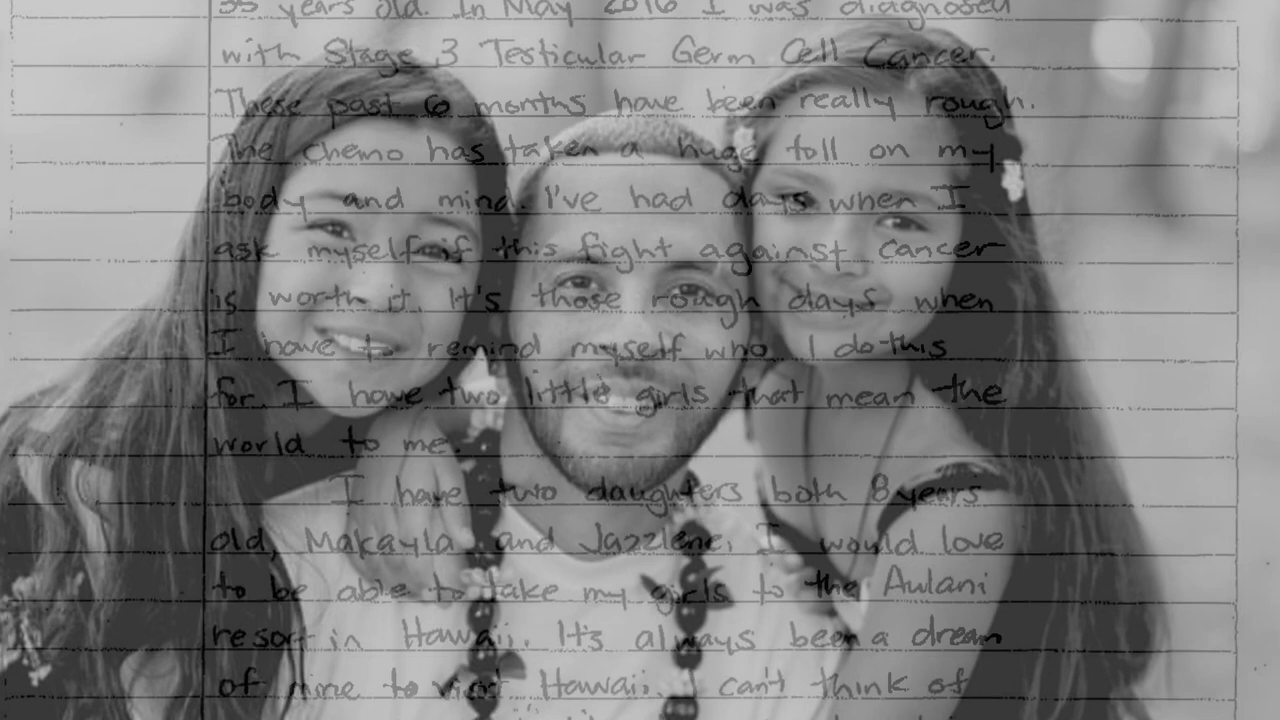 35 years old. In May 2016 I was diagnosed
with Stage 3 Testicular Germ Cell Cancer.
These past 6 months have been really rough.
The chemo has taken a huge toll on my
body and mind. I've had days when I
ask myself if this fight against cancer
is worth it. It's those rough days when
I have to remind myself who I do this
for. I have two little girls that mean the
world to me.
I have two daughters both 8 years
old, Makayla and Jazzlene. I would love
to be able to take my girls to the Aulani
resort in Hawaii. It's always been a dream
of mine to visit Hawaii. I can't think of